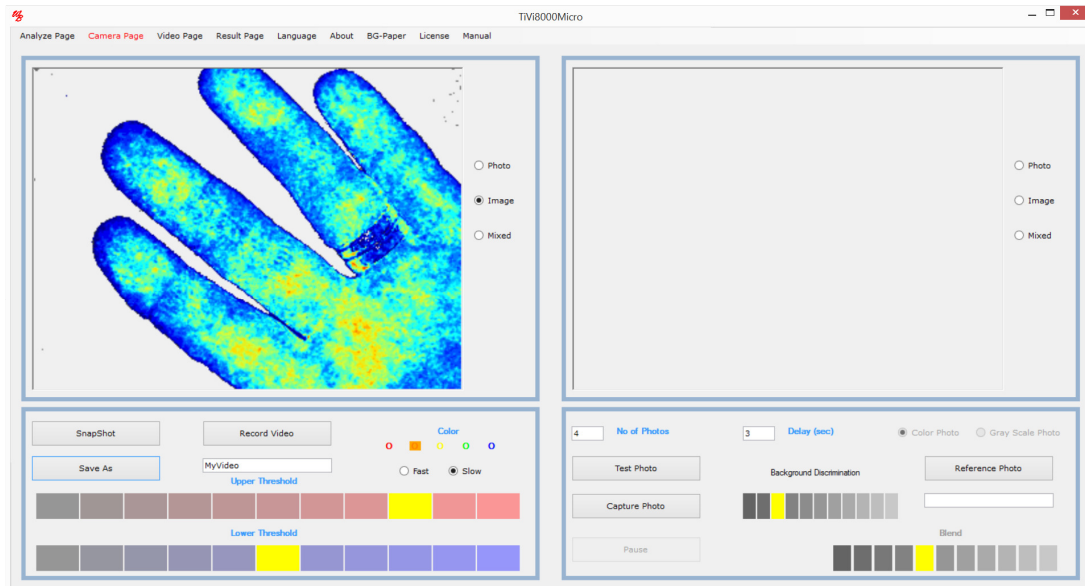 TiVi8000Micro
Analyze Page Camera Page Video Page Result Page Language About BG-Paper License Manual
Photo
Image
Mixed
Photo
Image
Mixed
SnapShot
Record Video
Color
O O O O O
Save As
MyVideo
Fast Slow
Upper Threshold
Lower Threshold
4 No of Photos
3 Delay (sec)
Color Photo Gray Scale Photo
Test Photo
Background Discrimination
Reference Photo
Capture Photo
Blend
Pause